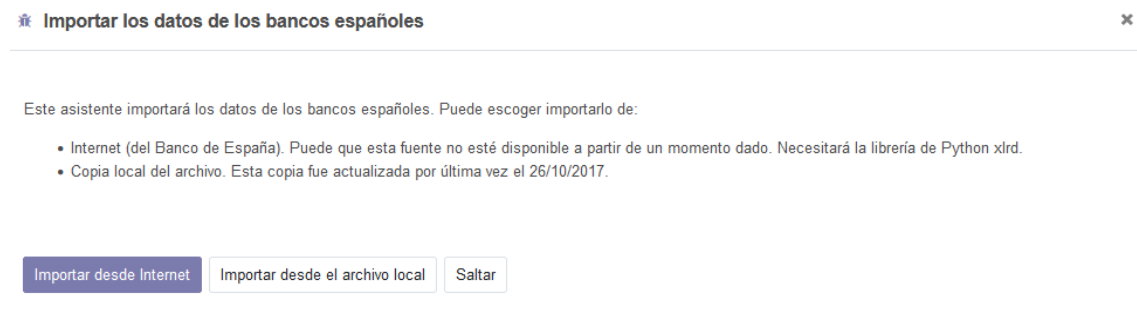 Importar los datos de los bancos españoles
Este asistente importará los datos de los bancos españoles. Puede escoger importarlo de:
• Internet (del Banco de España). Puede que esta fuente no esté disponible a partir de un momento dado. Necesitará la librería de Python xlrd.
• Copia local del archivo. Esta copia fue actualizada por última vez el 26/10/2017.
Importar desde Internet Importar desde el archivo local Saltar